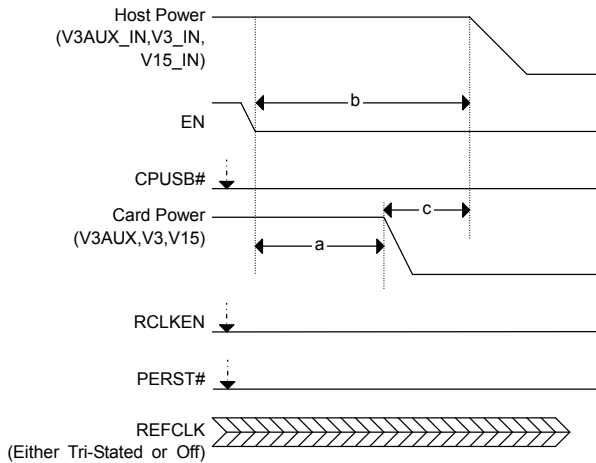 Host Power
(V3AUX_IN,V3_IN,
V15_IN)
b
EN
CPUSB#
c
Card Power
(V3AUX,V3,V15)
a
RCLKEN
PERST#
REFCLK
(Either Tri-Stated or Off)